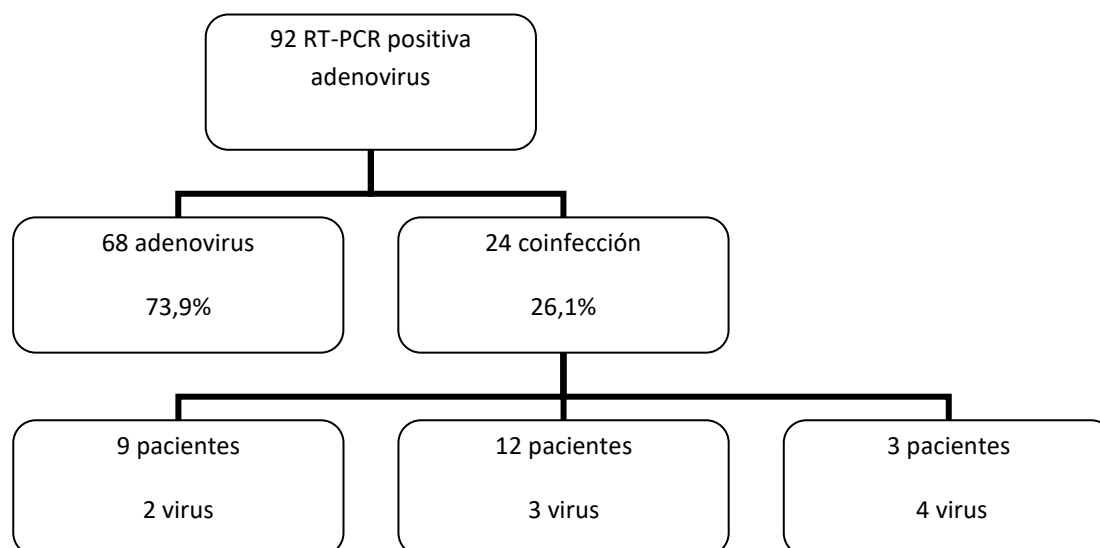 92 RT-PCR positiva
adenovirus
68 adenovirus
73,9%
24 coinfección
26,1%
9 pacientes
2 virus
12 pacientes
3 virus
3 pacientes
4 virus